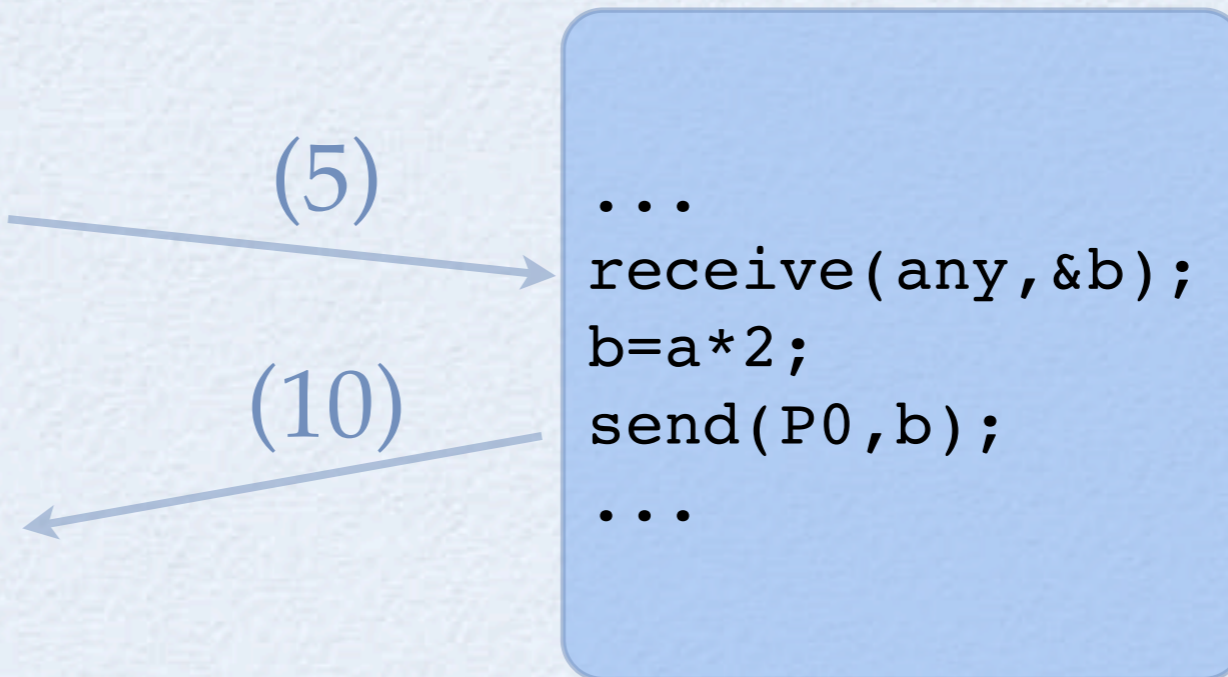 (5)
(10)
...
receive(any,&b);
b=a*2;
send(P0,b);
...